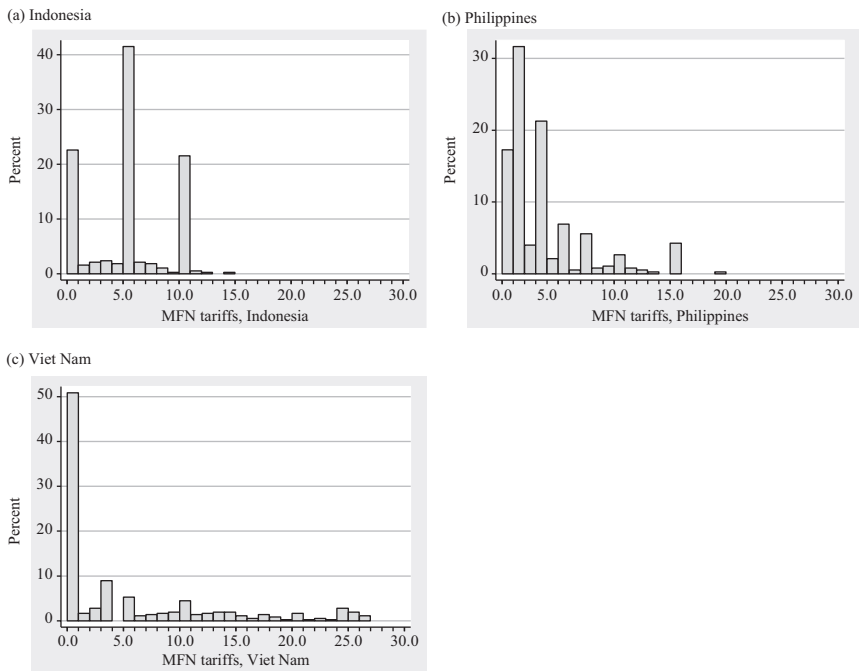 (a) Indonesia
40
30
20
10
0
Percent
0.0 5.0 10.0 15.0 20.0 25.0 30.0
MFN tariffs, Indonesia
(b) Philippines
30
20
10
0
Percent
0.0 5.0 10.0 15.0 20.0 25.0 30.0
MFN tariffs, Philippines
(c) Viet Nam
50
40
30
20
10
0
Percent
0.0 5.0 10.0 15.0 20.0 25.0 30.0
MFN tariffs, Viet Nam